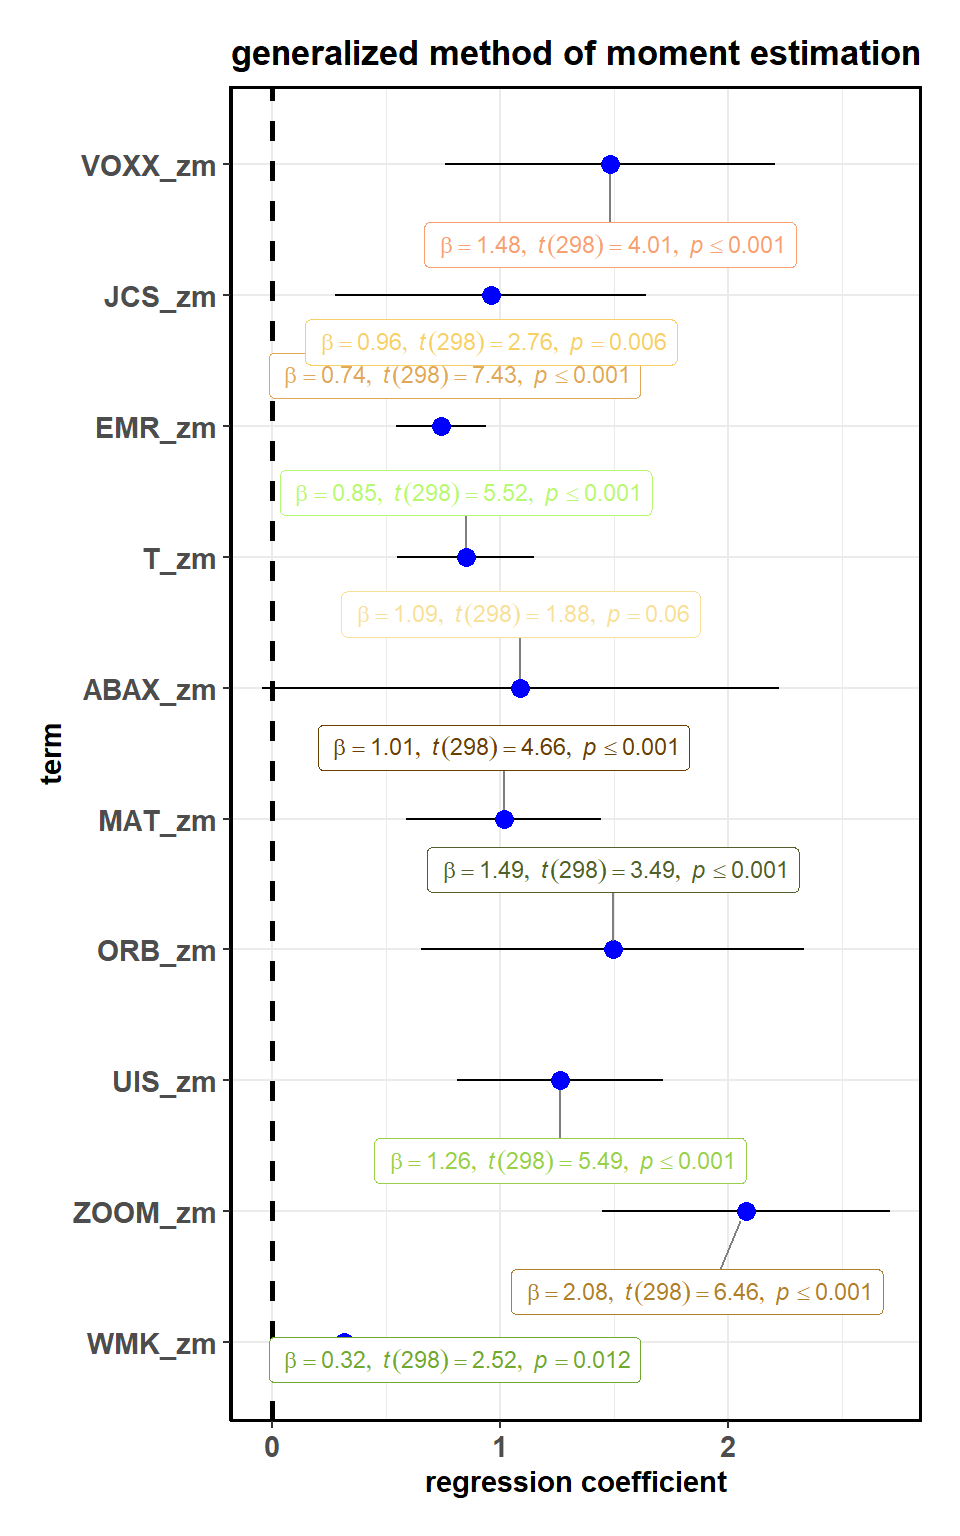 generalized method of moment estimation
VOXX_zm
β = 1.48, t(298) = 4.01, p ≤ 0.001
JCS_zm
β = 0.96, t(298) = 2.76, p = 0.006
β = 0.74, t(298) = 7.43, p ≤ 0.001
EMR_zm
β = 0.85, t(298) = 5.52, p ≤ 0.001
T_zm
β = 1.09, t(298) = 1.88, p = 0.06
ABAX_zm
β = 1.01, t(298) = 4.66, p ≤ 0.001
term
MAT_zm
β = 1.49, t(298) = 3.49, p ≤ 0.001
ORB_zm
UIS_zm
β = 1.26, t(298) = 5.49, p ≤ 0.001
ZOOM_zm
β = 2.08, t(298) = 6.46, p ≤ 0.001
WMK_zm
β = 0.32, t(298) = 2.52, p = 0.012
0 1 2
regression coefficient